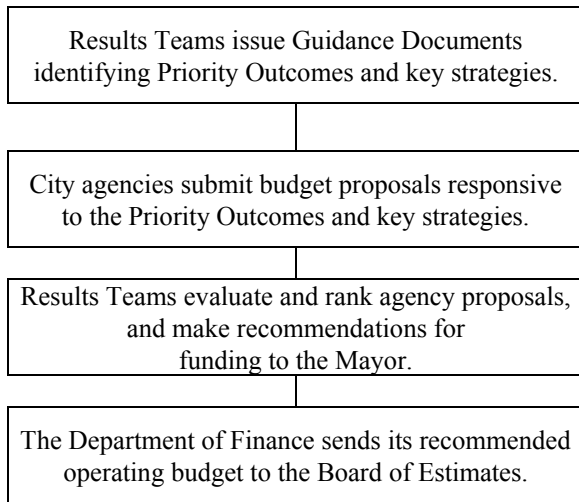 Results Teams issue Guidance Documents
identifying Priority Outcomes and key strategies.
City agencies submit budget proposals responsive
to the Priority Outcomes and key strategies.
Results Teams evaluate and rank agency proposals,
and make recommendations for
funding to the Mayor.
The Department of Finance sends its recommended
operating budget to the Board of Estimates.